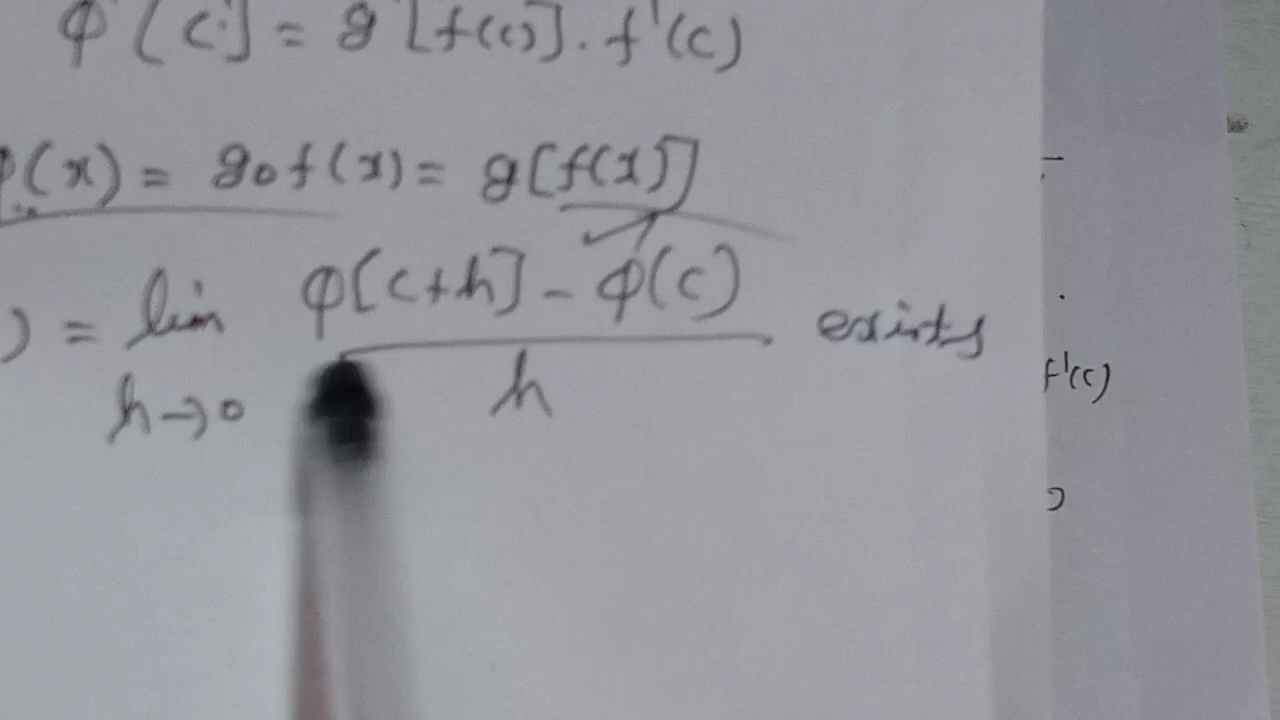 φ'[c] = g'[f(c)] . f'(c)
φ(x) = gof(x) = g[f(x)]
) = lim φ[c+h] - φ(c) exists
h→0 h
f'(c)